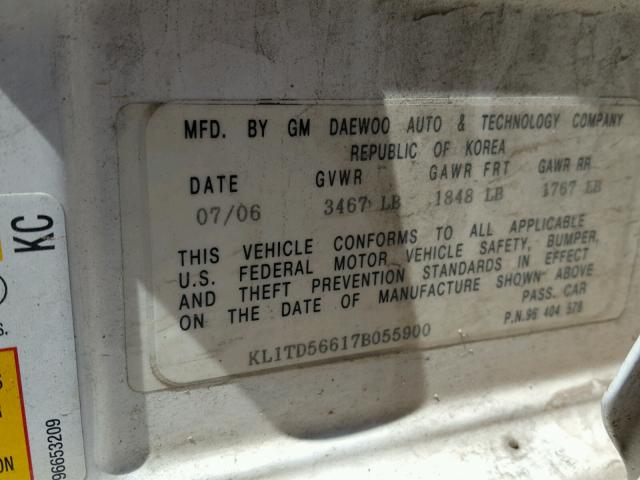 MFD. BY GM DAEWOO AUTO & TECHNOLOGY COMPANY
REPUBLIC OF KOREA
DATE GVWR GAWR FRT GAWR RR
07/06 3467 LB 1848 LB 1767 LB
THIS VEHICLE CONFORMS TO ALL APPLICABLE
U.S. FEDERAL MOTOR VEHICLE SAFETY, BUMPER,
AND THEFT PREVENTION STANDARDS IN EFFECT
ON THE DATE OF MANUFACTURE SHOWN ABOVE
PASS. CAR
P.N.96 404 578
KL1TD56617B055900
KC
S.
ON
96653209